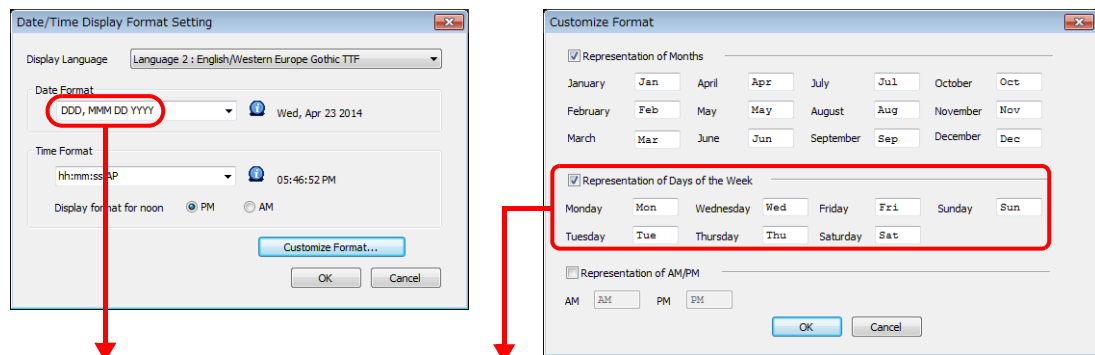 Date/Time Display Format Setting
Display Language Language 2 : English/Western Europe Gothic TTF
Date Format
DDD, MMM DD YYYY Wed, Apr 23 2014
Time Format
hh:mm:ss AP 05:46:52 PM
Display format for noon PM AM
Customize Format...
OK Cancel
Customize Format
Representation of Months
January Jan April Apr July Jul October Oct
February Feb May May August Aug November Nov
March Mar June Jun September Sep December Dec
Representation of Days of the Week
Monday Mon Wednesday Wed Friday Fri Sunday Sun
Tuesday Tue Thursday Thu Saturday Sat
Representation of AM/PM
AM AM PM PM
OK Cancel